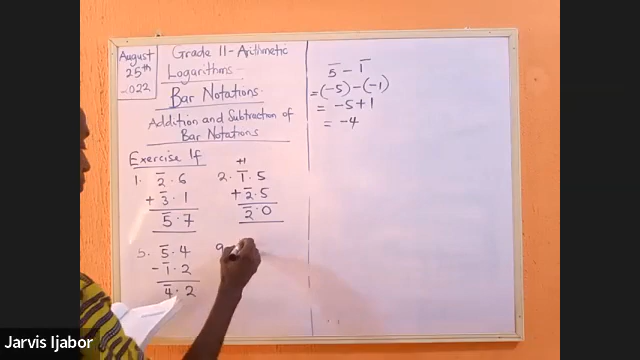 August
25th
-022
Grade 11 - Arithmetic
Logarithms
Bar Notations
Addition and Subtraction of
Bar Notations
Exercise 1f
1. 2̅ . 6
+ 3̅ . 1
5̅ . 7
+1
2. 1̅ . 5
+ 2̅ . 5
2̅ . 0
5. 5̅ . 4
- 1̅ . 2
4̅ . 2
9
5̅ - 1̅
= (-5) - (-1)
= -5 + 1
= -4
Jarvis Ijabor